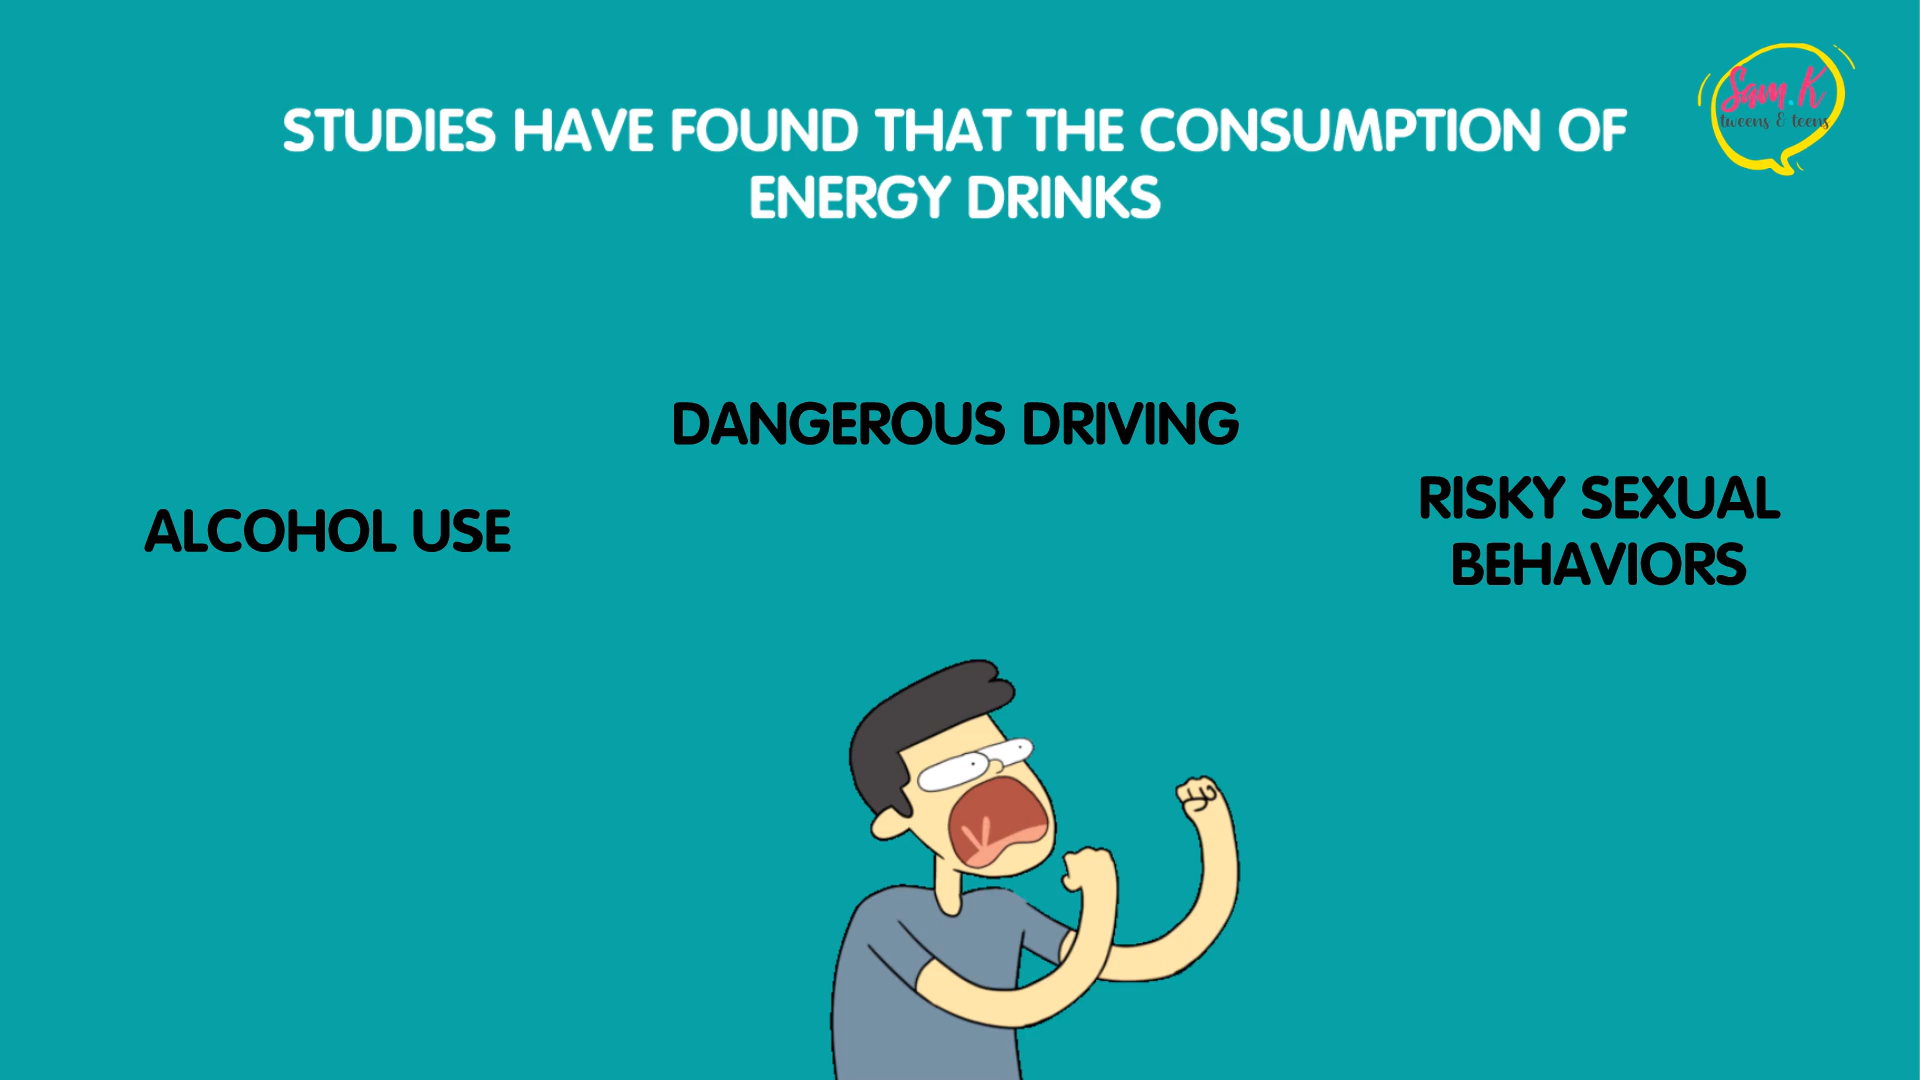 STUDIES HAVE FOUND THAT THE CONSUMPTION OF
ENERGY DRINKS
Sam.K
tweens & teens
DANGEROUS DRIVING
ALCOHOL USE
RISKY SEXUAL
BEHAVIORS